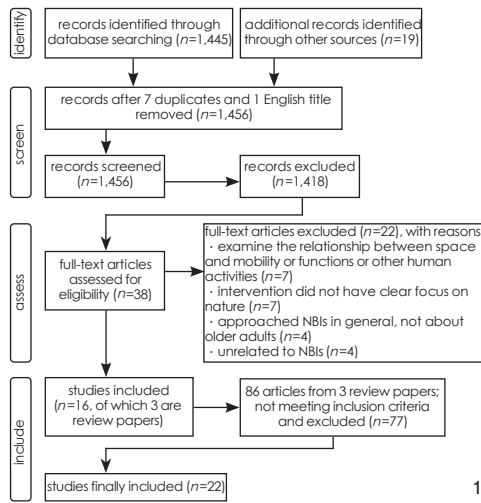 identify
records identified
through
database searching (n=1,445)
additional records identified
through other sources (n=19)
screen
records after 7 duplicates and 1 English title
removed (n=1,456)
records screened
(n=1,456)
records excluded
(n=1,418)
assess
full-text articles
assessed for
eligibility (n=38)
full-text articles excluded (n=22), with reasons
· examine the relationship between space
and mobility or functions or other human
activities (n=7)
· intervention did not have clear focus on
nature (n=7)
· approached NBIs in general, not about
older adults (n=4)
· unrelated to NBIs (n=4)
include
studies included
(n=16, of which 3 are
review papers)
86 articles from 3 review papers;
not meeting inclusion criteria
and excluded (n=77)
studies finally included (n=22)
1